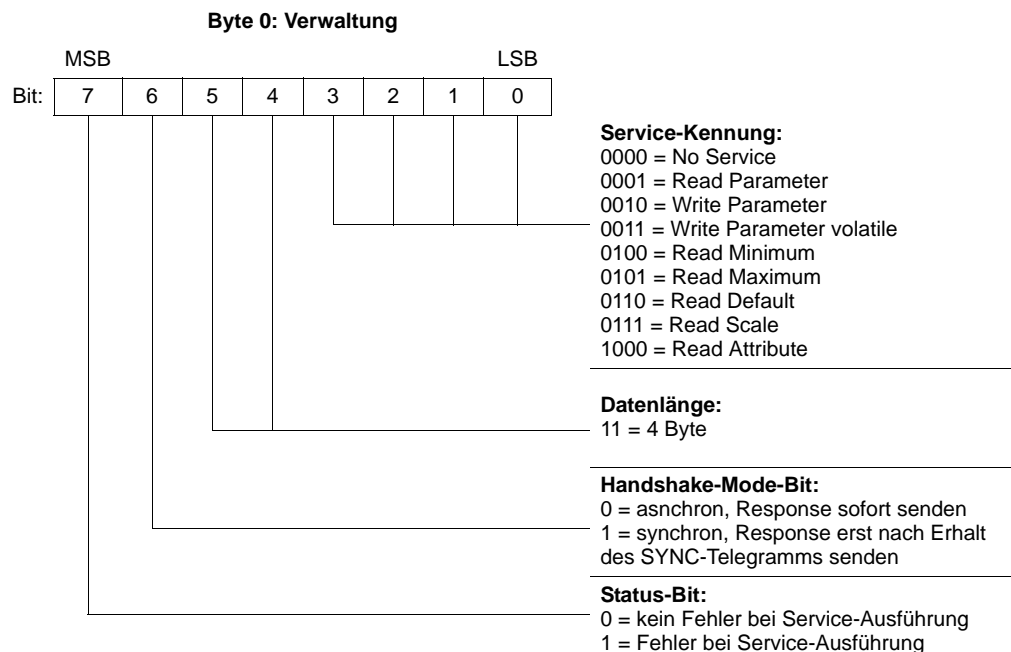 Byte 0: Verwaltung
MSB LSB
Bit: 7 6 5 4 3 2 1 0
Service-Kennung:
0000 = No Service
0001 = Read Parameter
0010 = Write Parameter
0011 = Write Parameter volatile
0100 = Read Minimum
0101 = Read Maximum
0110 = Read Default
0111 = Read Scale
1000 = Read Attribute
Datenlänge:
11 = 4 Byte
Handshake-Mode-Bit:
0 = asnchron, Response sofort senden
1 = synchron, Response erst nach Erhalt
des SYNC-Telegramms senden
Status-Bit:
0 = kein Fehler bei Service-Ausführung
1 = Fehler bei Service-Ausführung